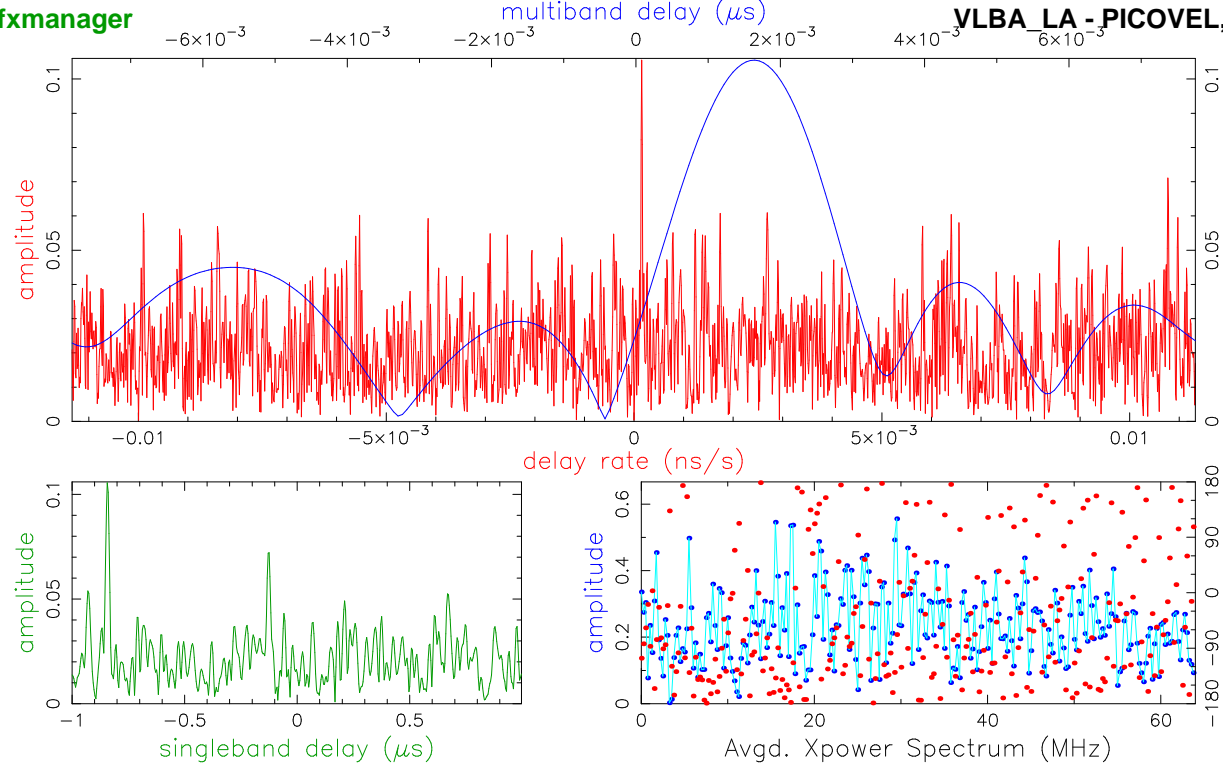 fxmanager
multiband delay (μs)
VLBA_LA - PICOVEL,
−6×10⁻³ −4×10⁻³ −2×10⁻³ 0 2×10⁻³ 4×10⁻³ 6×10⁻³
amplitude
0 0.05 0.1
0 0.05 0.1
−0.01 −5×10⁻³ 0 5×10⁻³ 0.01
delay rate (ns/s)
amplitude
0 0.05 0.1
−1 −0.5 0 0.5
singleband delay (μs)
amplitude
0 0.2 0.4 0.6
−180 −90 0 90 180
0 20 40 60
Avgd. Xpower Spectrum (MHz)